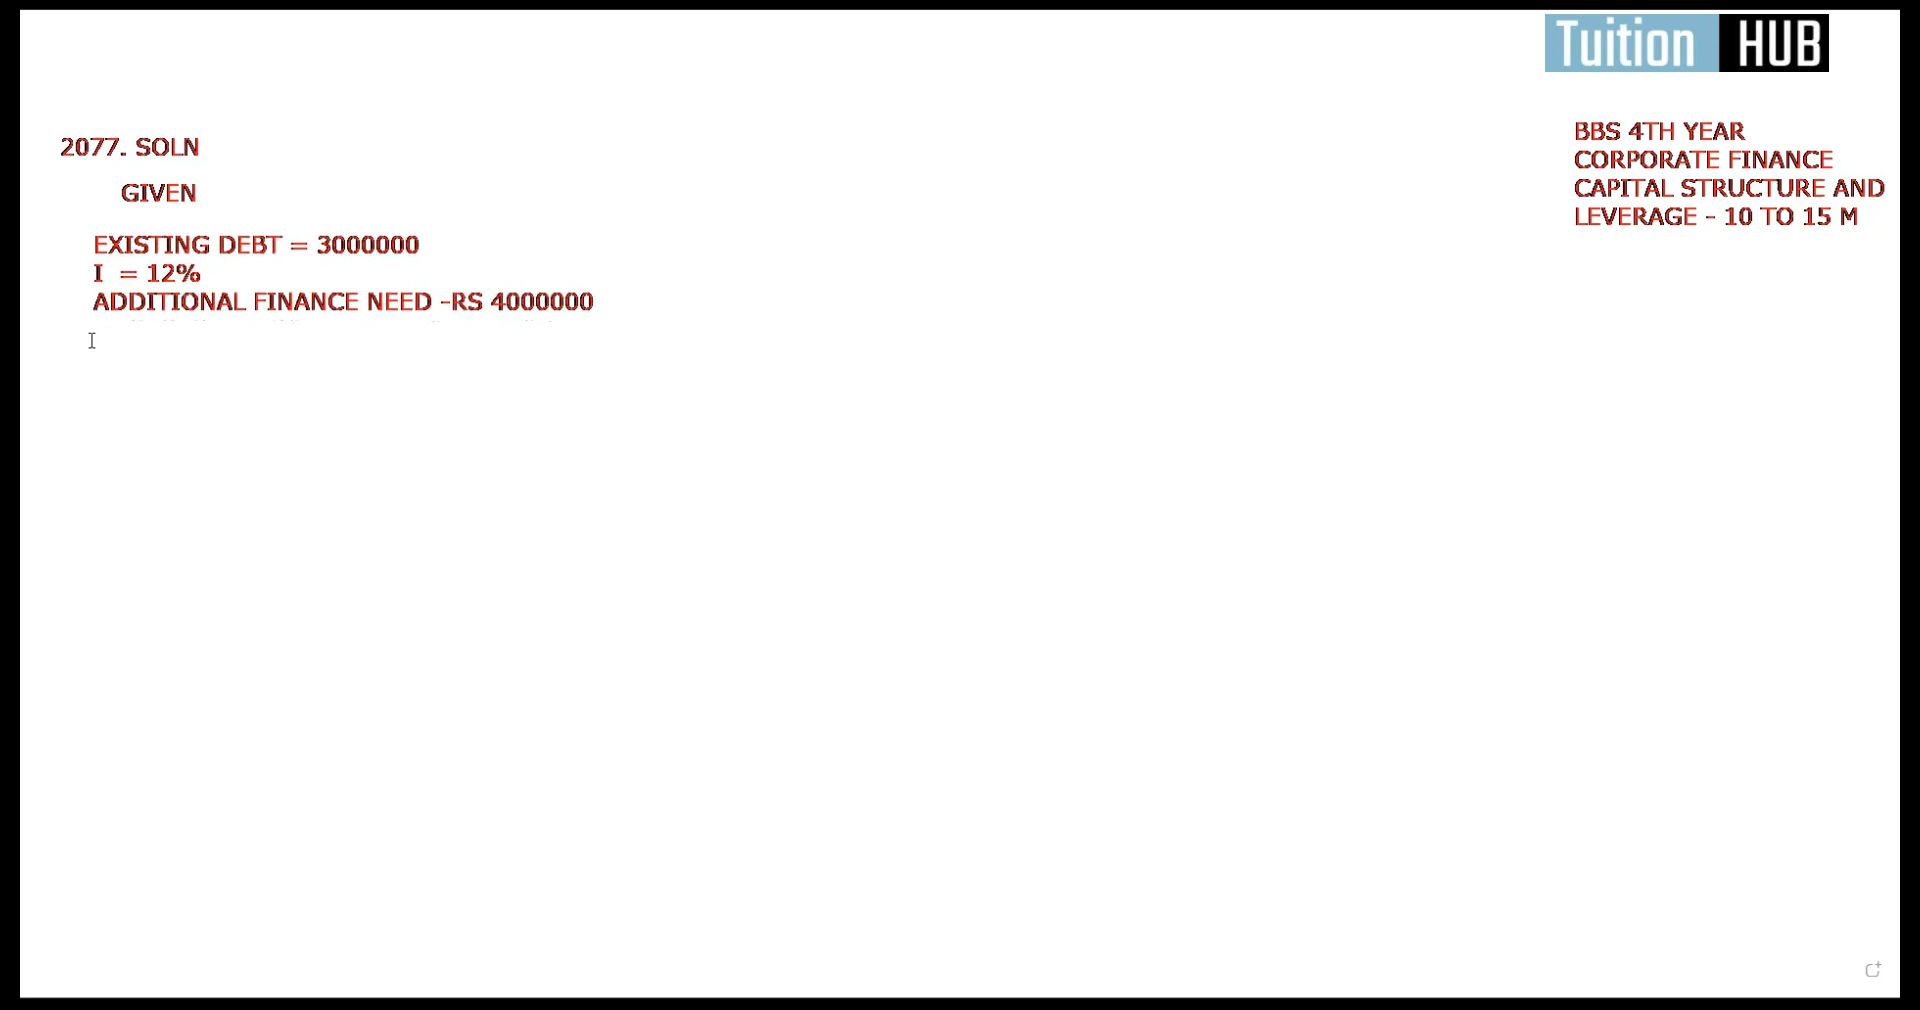 Tuition HUB
2077. SOLN
GIVEN
EXISTING DEBT = 3000000
I = 12%
ADDITIONAL FINANCE NEED -RS 4000000
BBS 4TH YEAR
CORPORATE FINANCE
CAPITAL STRUCTURE AND
LEVERAGE - 10 TO 15 M